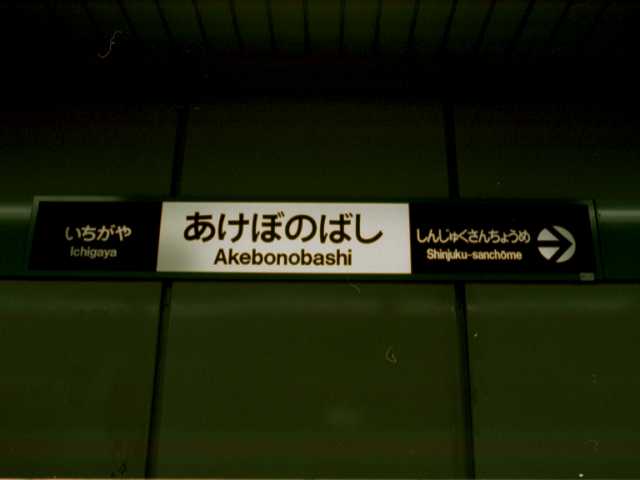 いちがや
Ichigaya
あけぼのばし
Akebonobashi
しんじゅくさんちょうめ
Shinjuku-sanchōme